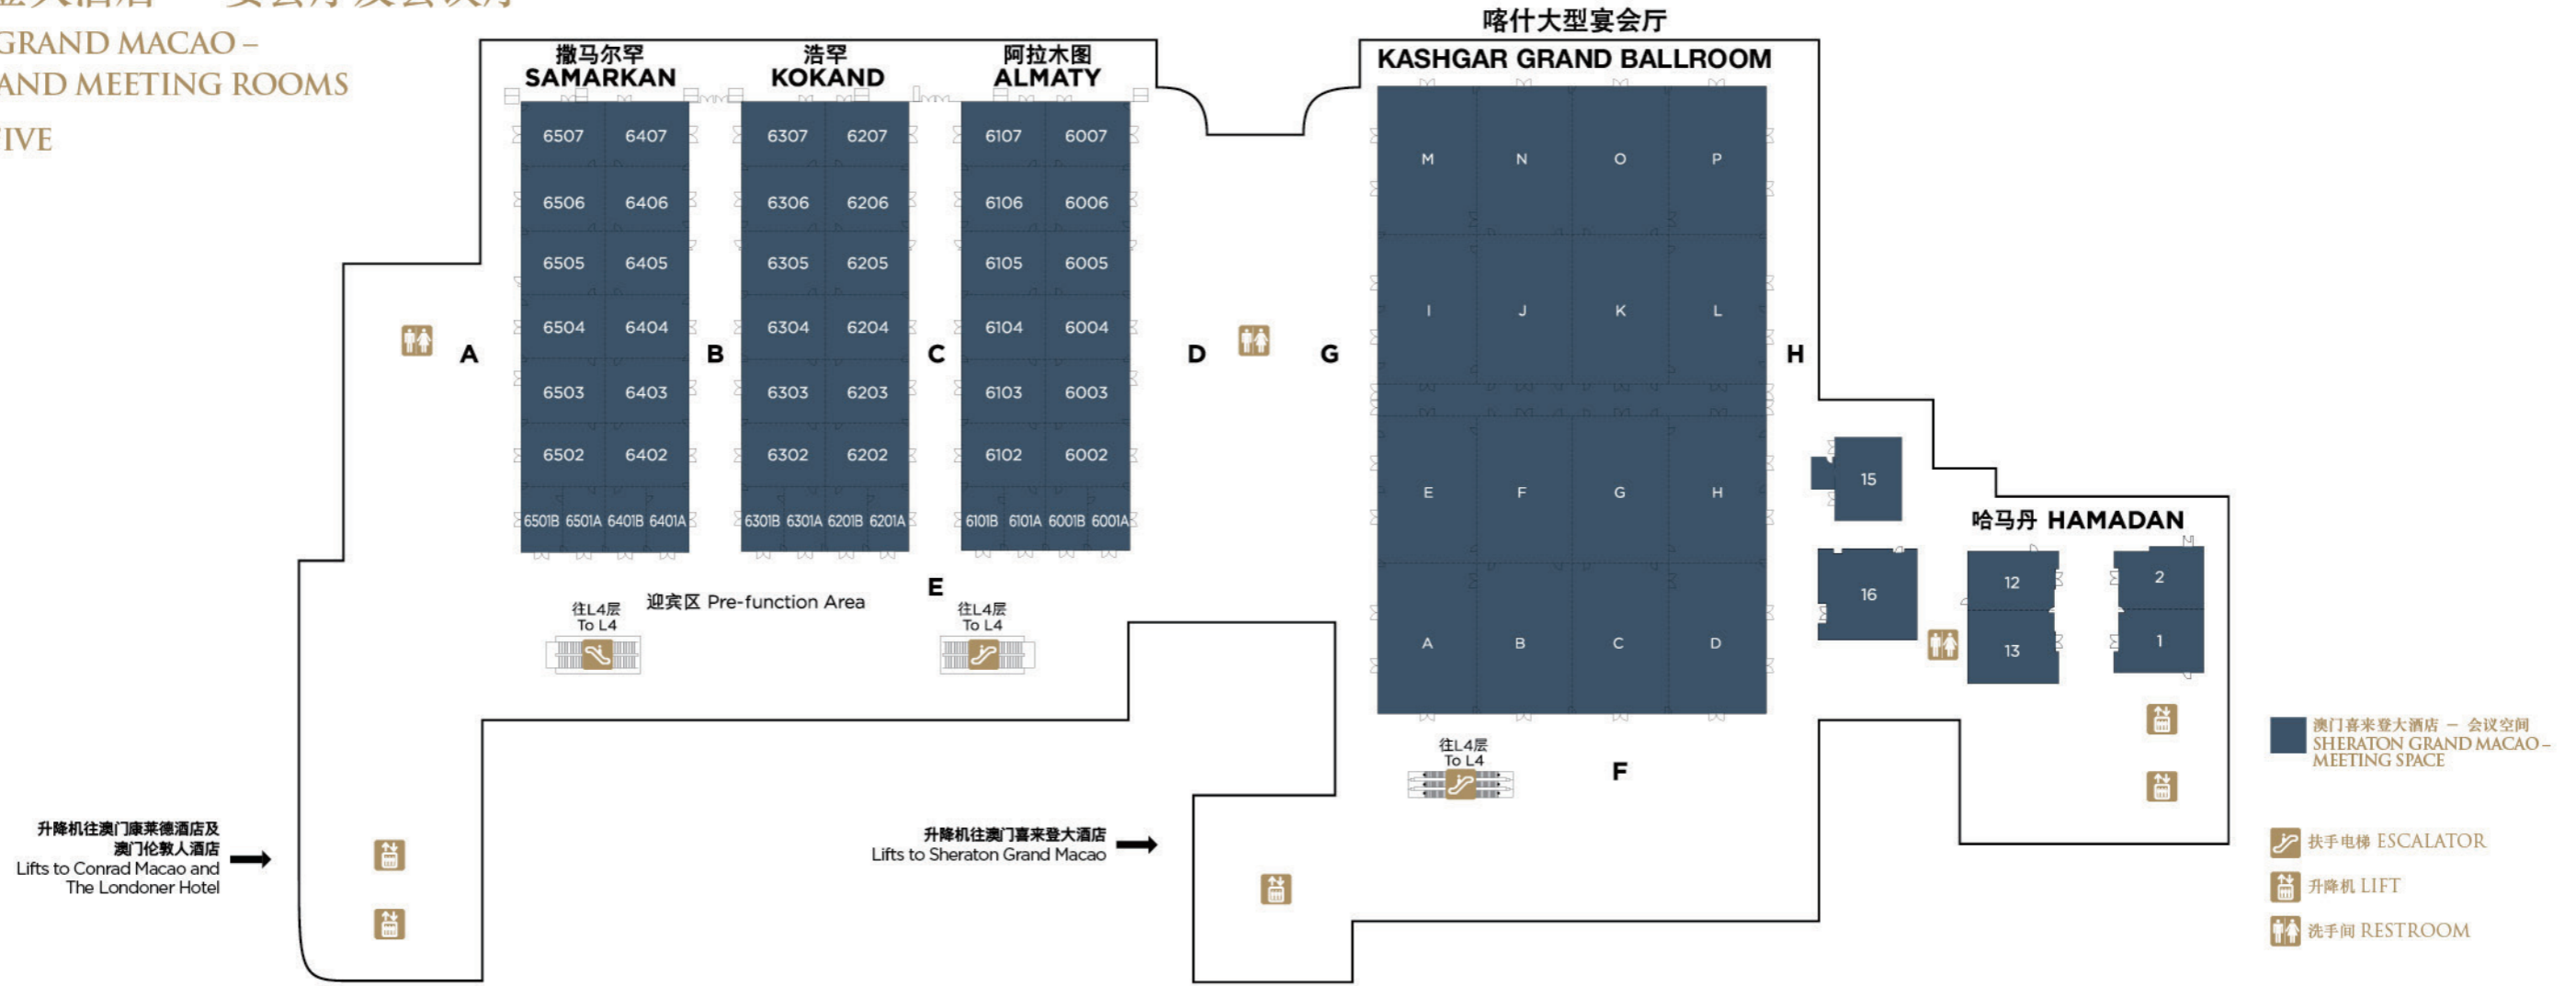 GRAND MACAO –
AND MEETING ROOMS
喀什大型宴会厅
KASHGAR GRAND BALLROOM
撒马尔罕
SAMARKAN
浩罕
KOKAND
阿拉木图
ALMATY
6507 6407 6307 6207 6107 6007
6506 6406 6306 6206 6106 6006
6505 6405 6305 6205 6105 6005
6504 6404 6304 6204 6104 6004
6503 6403 6303 6203 6103 6003
6502 6402 6302 6202 6102 6002
6501B 6501A 6401B 6401A 6301B 6301A 6201B 6201A 6101B 6101A 6001B 6001A
M N O P
I J K L
E F G H
A B C D
A B C D G H
E
F
15
16
哈马丹 HAMADAN
12
13
2
1
迎宾区 Pre-function Area
往L4层
To L4
往L4层
To L4
往L4层
To L4
升降机往澳门康莱德酒店及
澳门伦敦人酒店
Lifts to Conrad Macao and
The Londoner Hotel
升降机往澳门喜来登大酒店
Lifts to Sheraton Grand Macao
澳门喜来登大酒店 － 会议空间
SHERATON GRAND MACAO –
MEETING SPACE
扶手电梯 ESCALATOR
升降机 LIFT
洗手间 RESTROOM